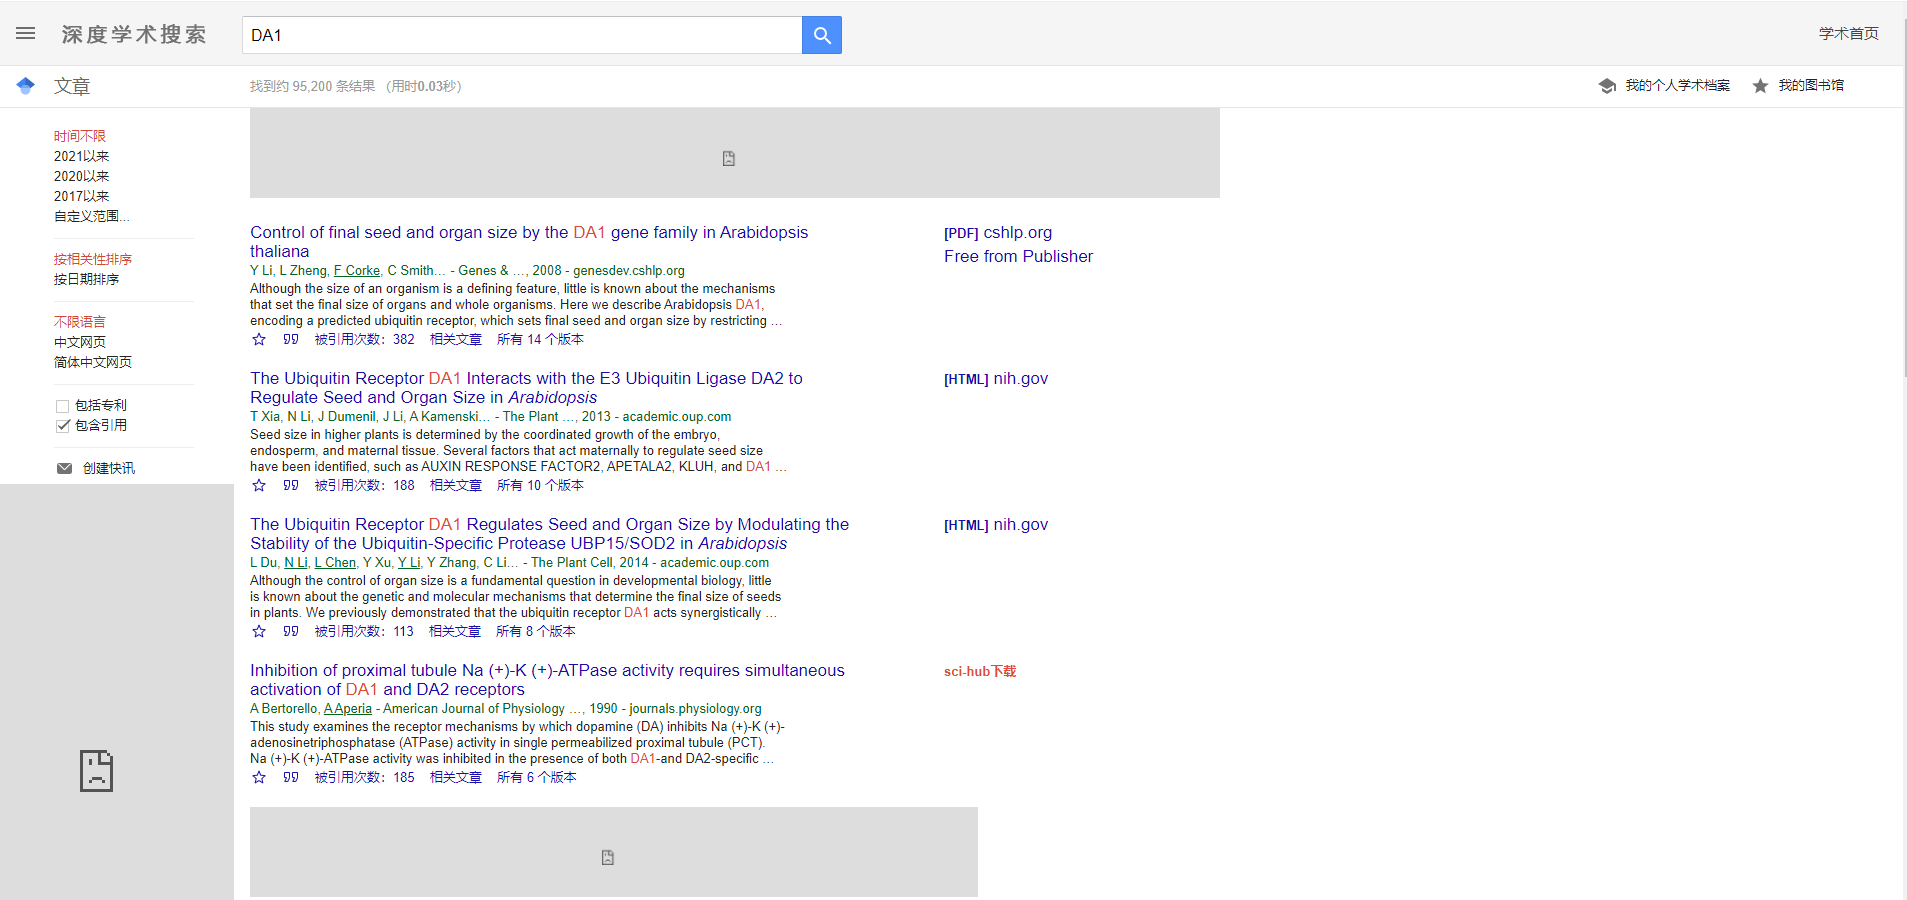 深度学术搜索
DA1
学术首页
文章
找到约 95,200 条结果 （用时0.03秒）
我的个人学术档案
我的图书馆
时间不限
2021以来
2020以来
2017以来
自定义范围...
按相关性排序
按日期排序
不限语言
中文网页
简体中文网页
包括专利
包含引用
创建快讯
Control of final seed and organ size by the DA1 gene family in Arabidopsis
thaliana
Y Li, L Zheng, F Corke, C Smith… - Genes & …, 2008 - genesdev.cshlp.org
Although the size of an organism is a defining feature, little is known about the mechanisms
that set the final size of organs and whole organisms. Here we describe Arabidopsis DA1,
encoding a predicted ubiquitin receptor, which sets final seed and organ size by restricting …
被引用次数：382 相关文章 所有 14 个版本
[PDF] cshlp.org
Free from Publisher
The Ubiquitin Receptor DA1 Interacts with the E3 Ubiquitin Ligase DA2 to
Regulate Seed and Organ Size in Arabidopsis
T Xia, N Li, J Dumenil, J Li, A Kamenski… - The Plant …, 2013 - academic.oup.com
Seed size in higher plants is determined by the coordinated growth of the embryo,
endosperm, and maternal tissue. Several factors that act maternally to regulate seed size
have been identified, such as AUXIN RESPONSE FACTOR2, APETALA2, KLUH, and DA1 …
被引用次数：188 相关文章 所有 10 个版本
[HTML] nih.gov
The Ubiquitin Receptor DA1 Regulates Seed and Organ Size by Modulating the
Stability of the Ubiquitin-Specific Protease UBP15/SOD2 in Arabidopsis
L Du, N Li, L Chen, Y Xu, Y Li, Y Zhang, C Li… - The Plant Cell, 2014 - academic.oup.com
Although the control of organ size is a fundamental question in developmental biology, little
is known about the genetic and molecular mechanisms that determine the final size of seeds
in plants. We previously demonstrated that the ubiquitin receptor DA1 acts synergistically …
被引用次数：113 相关文章 所有 8 个版本
[HTML] nih.gov
Inhibition of proximal tubule Na (+)-K (+)-ATPase activity requires simultaneous
activation of DA1 and DA2 receptors
A Bertorello, A Aperia - American Journal of Physiology …, 1990 - journals.physiology.org
This study examines the receptor mechanisms by which dopamine (DA) inhibits Na (+)-K (+)-
adenosinetriphosphatase (ATPase) activity in single permeabilized proximal tubule (PCT).
Na (+)-K (+)-ATPase activity was inhibited in the presence of both DA1-and DA2-specific …
被引用次数：185 相关文章 所有 6 个版本
sci-hub下载